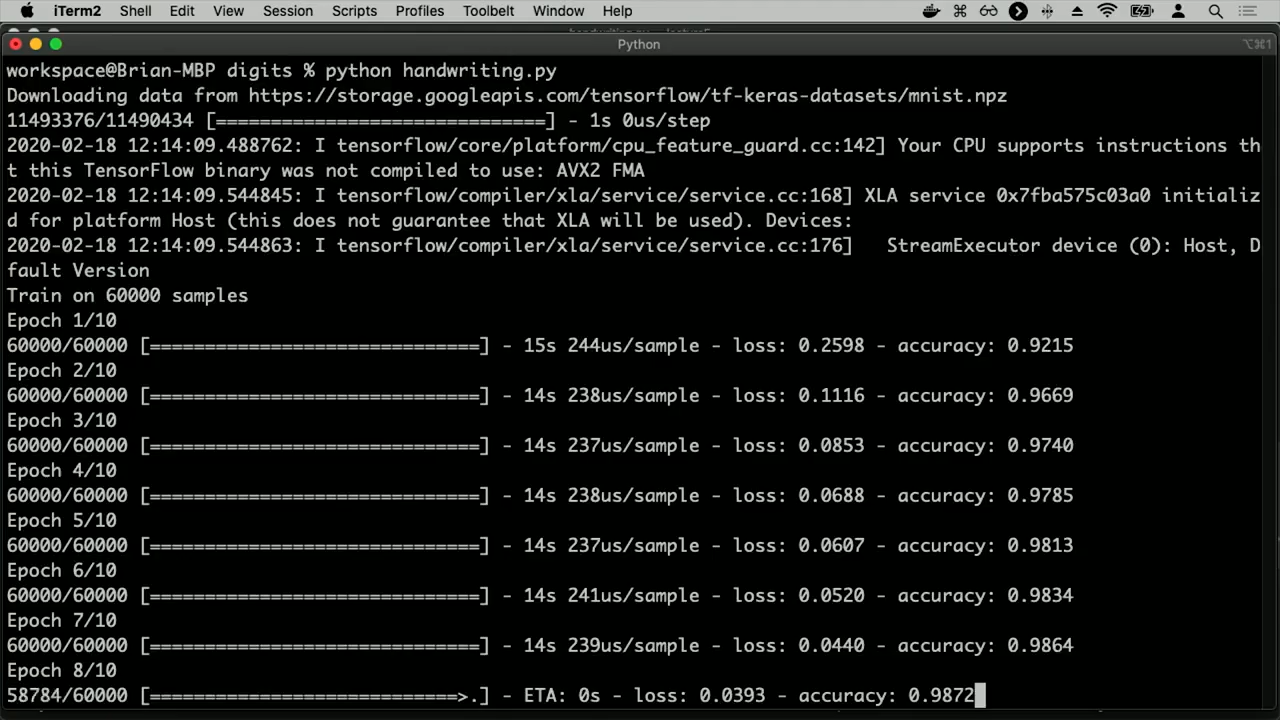 iTerm2 Shell Edit View Session Scripts Profiles Toolbelt Window Help
Python
⌥⌘1
workspace@Brian-MBP digits % python handwriting.py
Downloading data from https://storage.googleapis.com/tensorflow/tf-keras-datasets/mnist.npz
11493376/11490434 [==============================] - 1s 0us/step
2020-02-18 12:14:09.488762: I tensorflow/core/platform/cpu_feature_guard.cc:142] Your CPU supports instructions th
t this TensorFlow binary was not compiled to use: AVX2 FMA
2020-02-18 12:14:09.544845: I tensorflow/compiler/xla/service/service.cc:168] XLA service 0x7fba575c03a0 initializ
d for platform Host (this does not guarantee that XLA will be used). Devices:
2020-02-18 12:14:09.544863: I tensorflow/compiler/xla/service/service.cc:176]   StreamExecutor device (0): Host, D
fault Version
Train on 60000 samples
Epoch 1/10
60000/60000 [==============================] - 15s 244us/sample - loss: 0.2598 - accuracy: 0.9215
Epoch 2/10
60000/60000 [==============================] - 14s 238us/sample - loss: 0.1116 - accuracy: 0.9669
Epoch 3/10
60000/60000 [==============================] - 14s 237us/sample - loss: 0.0853 - accuracy: 0.9740
Epoch 4/10
60000/60000 [==============================] - 14s 238us/sample - loss: 0.0688 - accuracy: 0.9785
Epoch 5/10
60000/60000 [==============================] - 14s 237us/sample - loss: 0.0607 - accuracy: 0.9813
Epoch 6/10
60000/60000 [==============================] - 14s 241us/sample - loss: 0.0520 - accuracy: 0.9834
Epoch 7/10
60000/60000 [==============================] - 14s 239us/sample - loss: 0.0440 - accuracy: 0.9864
Epoch 8/10
58784/60000 [============================>.] - ETA: 0s - loss: 0.0393 - accuracy: 0.9872